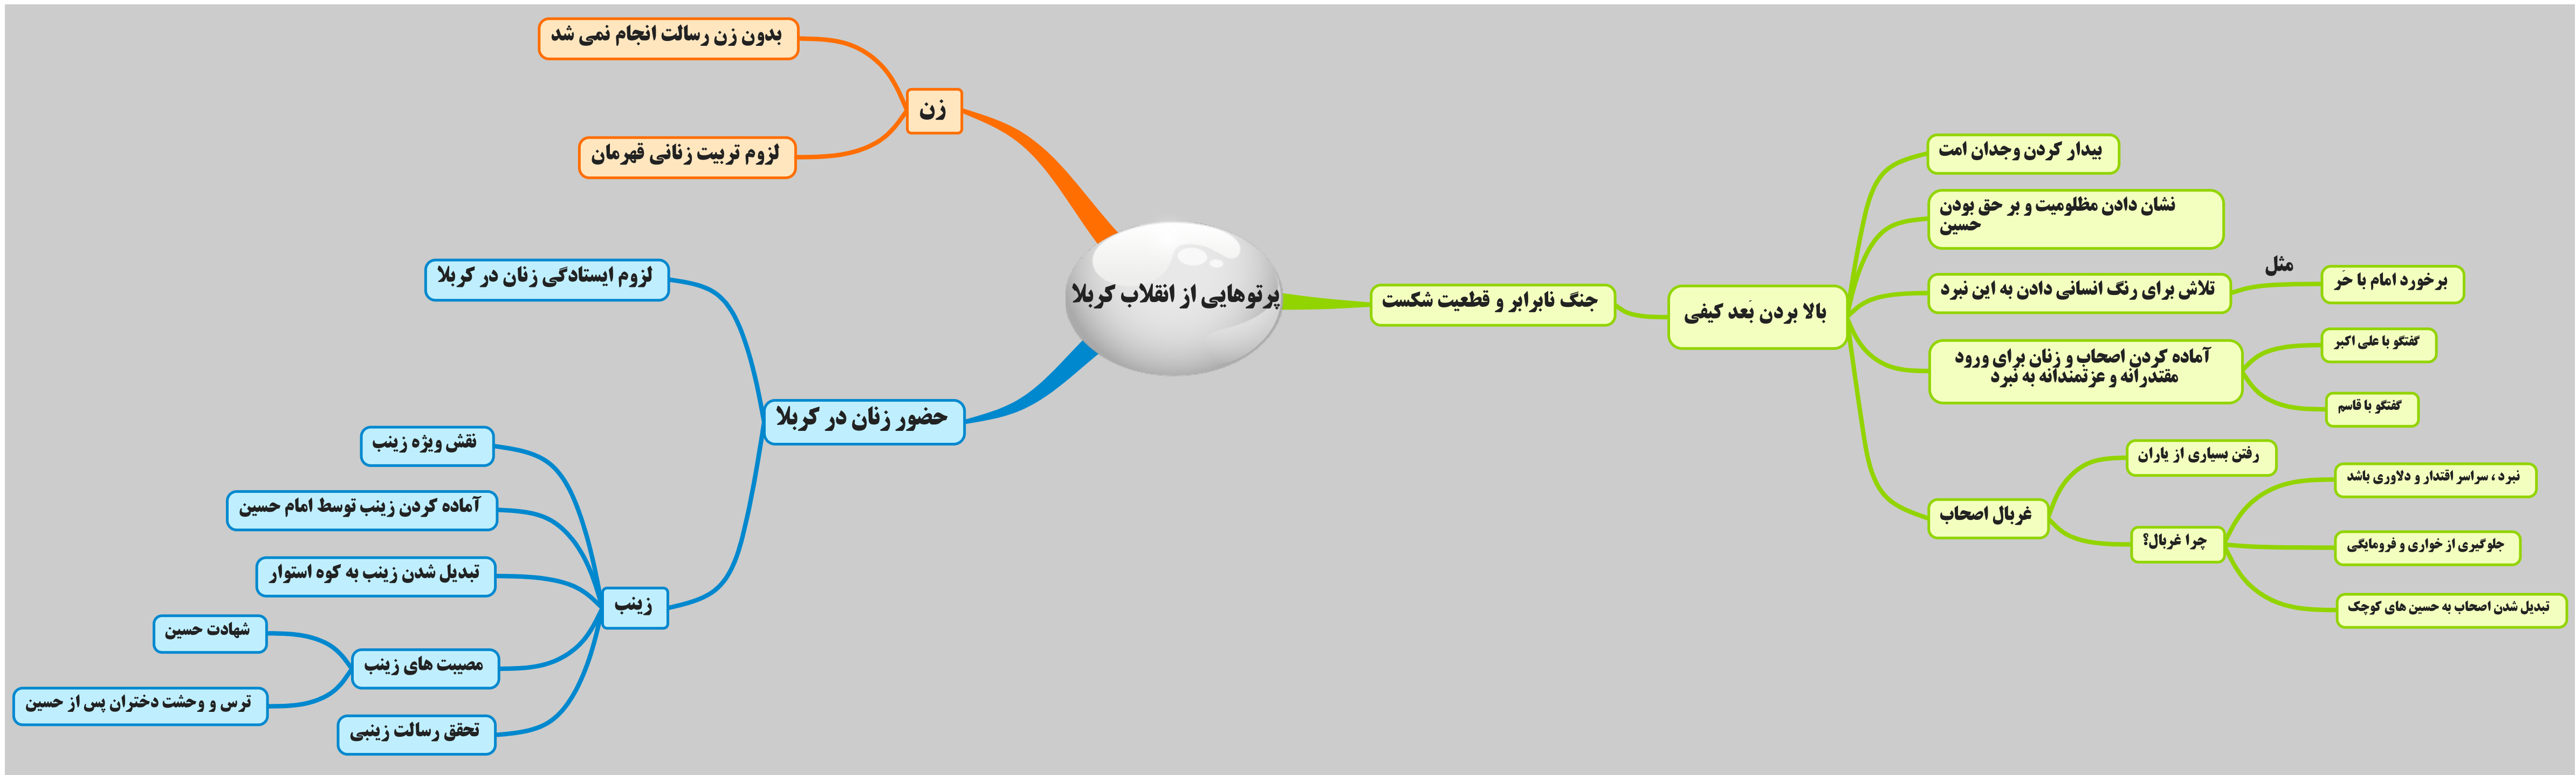 پرتوهایی از انقلاب کربلا
جنگ نابرابر و قطعیت شکست
بالا بردن بَعد کیفی
بیدار کردن وجدان امت
نشان دادن مظلومیت و بر حق بودن
حسین
تلاش برای رنگ انسانی دادن به این نبرد
مثل
برخورد امام با حَر
آماده کردن اصحاب و زنان برای ورود
مقتدرانه و عزتمندانه به نبرد
گفتگو با علی اکبر
گفتگو با قاسم
غربال اصحاب
رفتن بسیاری از یاران
چرا غربال؟
نبرد ، سراسر اقتدار و دلاوری باشد
جلوگیری از خواری و فرومایگی
تبدیل شدن اصحاب به حسین های کوچک
زن
بدون زن رسالت انجام نمی شد
لزوم تربیت زنانی قهرمان
حضور زنان در کربلا
لزوم ایستادگی زنان در کربلا
زینب
نقش ویژه زینب
آماده کردن زینب توسط امام حسین
تبدیل شدن زینب به کوه استوار
مصیبت های زینب
شهادت حسین
ترس و وحشت دختران پس از حسین
تحقق رسالت زینبی